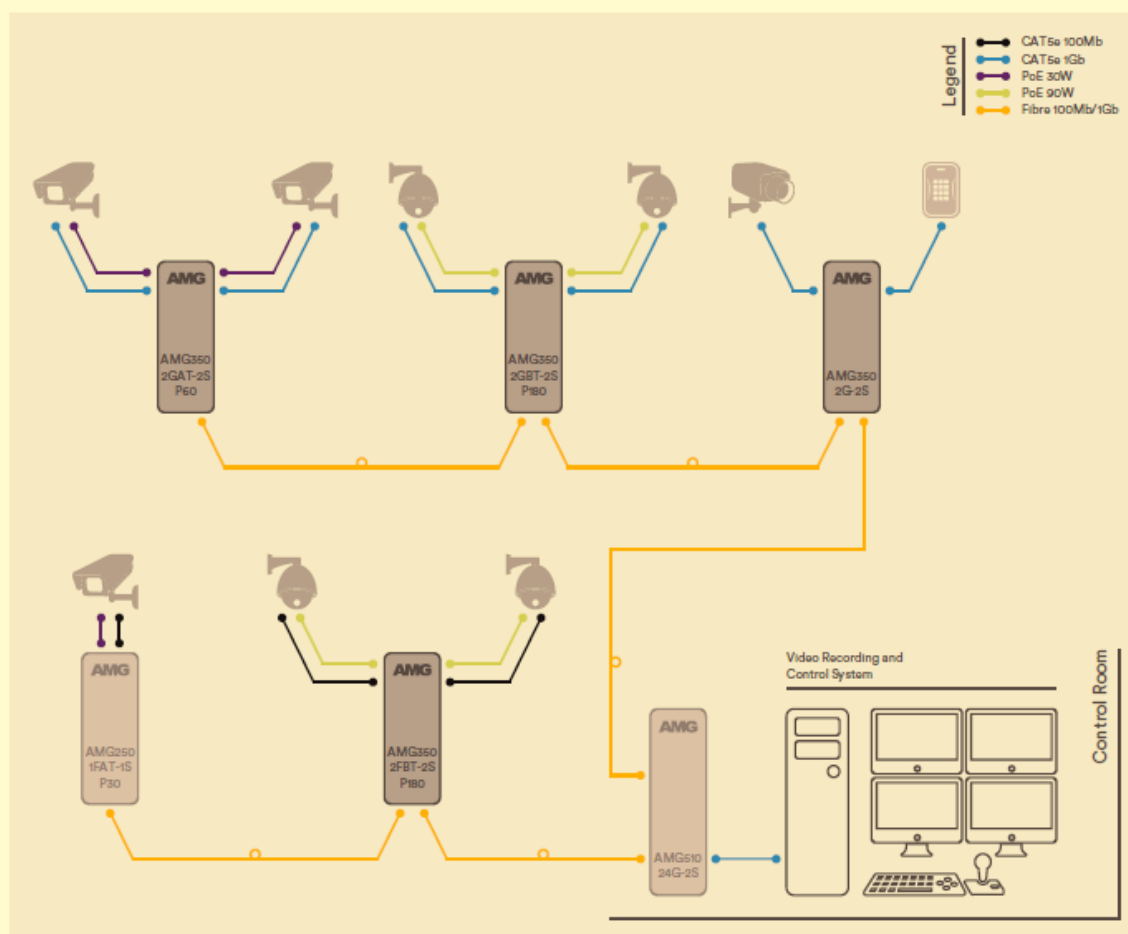 Legend
CAT5e 100Mb
CAT5e 1Gb
PoE 30W
PoE 90W
Fibre 100Mb/1Gb
AMG
AMG350
2GAT-2S
P60
AMG
AMG350
2GBT-2S
P180
AMG
AMG350
2G-2S
AMG
AMG250
1FAT-1S
P30
AMG
AMG350
2FBT-2S
P180
AMG
AMG510
24G-2S
Video Recording and
Control System
Control Room